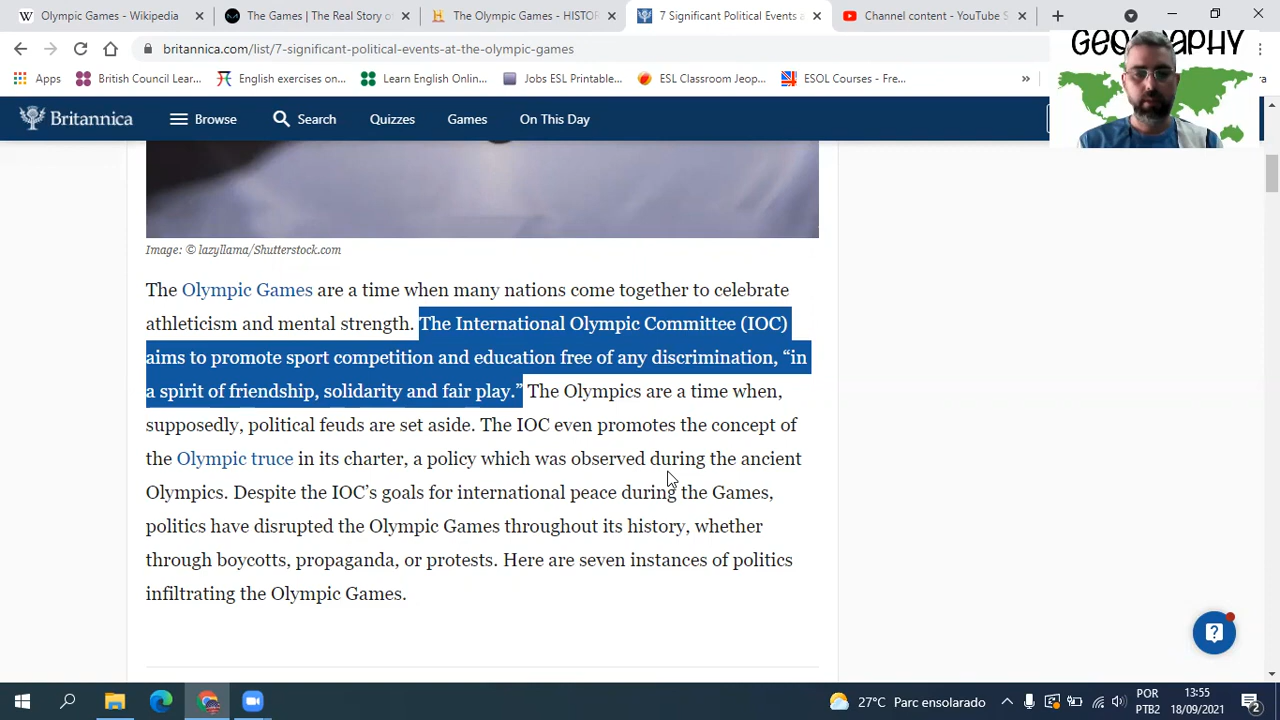 Olympic Games - Wikipedia
The Games | The Real Story of
The Olympic Games - HISTOR
7 Significant Political Events a
Channel content - YouTube S
britannica.com/list/7-significant-political-events-at-the-olympic-games
GEOGRAPHY
Apps
British Council Lear...
English exercises on...
Learn English Onlin...
Jobs ESL Printable...
ESL Classroom Jeop...
ESOL Courses - Fre...
»
Britannica
Browse
Search
Quizzes
Games
On This Day
Image: © lazyllama/Shutterstock.com
The Olympic Games are a time when many nations come together to celebrate
athleticism and mental strength. The International Olympic Committee (IOC)
aims to promote sport competition and education free of any discrimination, “in
a spirit of friendship, solidarity and fair play.” The Olympics are a time when,
supposedly, political feuds are set aside. The IOC even promotes the concept of
the Olympic truce in its charter, a policy which was observed during the ancient
Olympics. Despite the IOC’s goals for international peace during the Games,
politics have disrupted the Olympic Games throughout its history, whether
through boycotts, propaganda, or protests. Here are seven instances of politics
infiltrating the Olympic Games.
27°C Parc ensolarado
POR
PTB2
13:55
18/09/2021
2